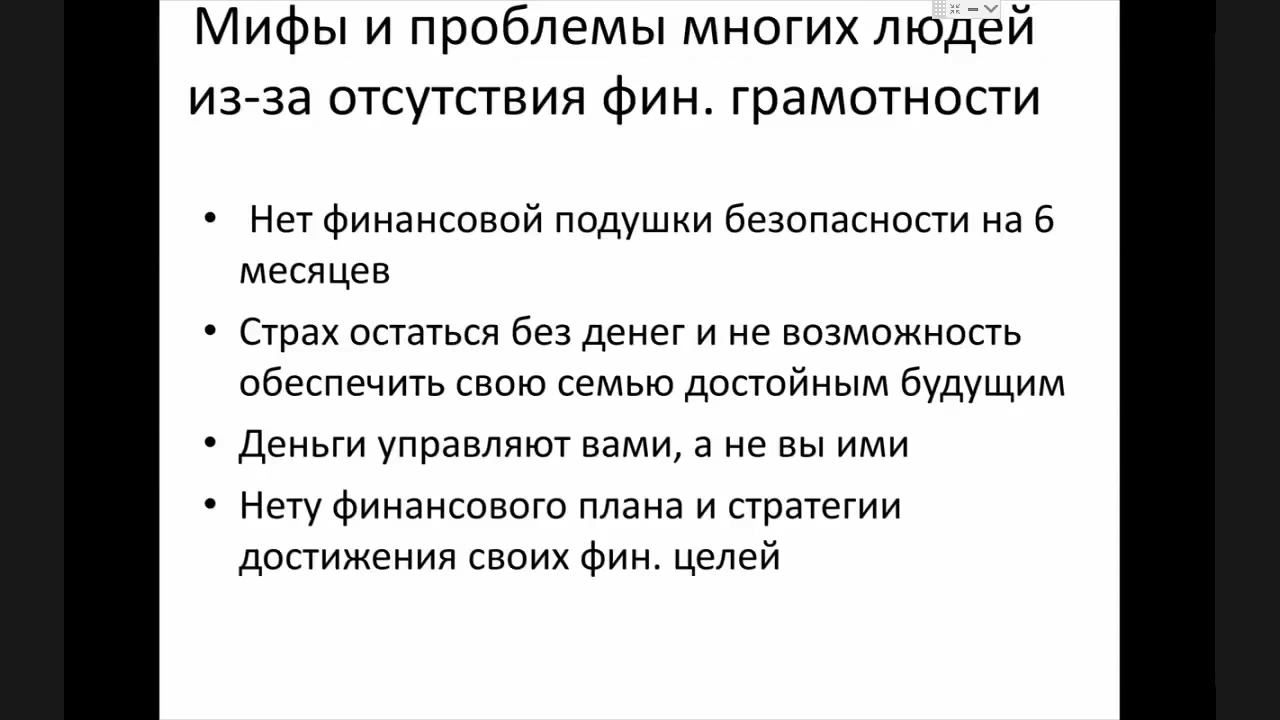 Мифы и проблемы многих людей
из-за отсутствия фин. грамотности
• Нет финансовой подушки безопасности на 6
месяцев
• Страх остаться без денег и не возможность
обеспечить свою семью достойным будущим
• Деньги управляют вами, а не вы ими
• Нету финансового плана и стратегии
достижения своих фин. целей